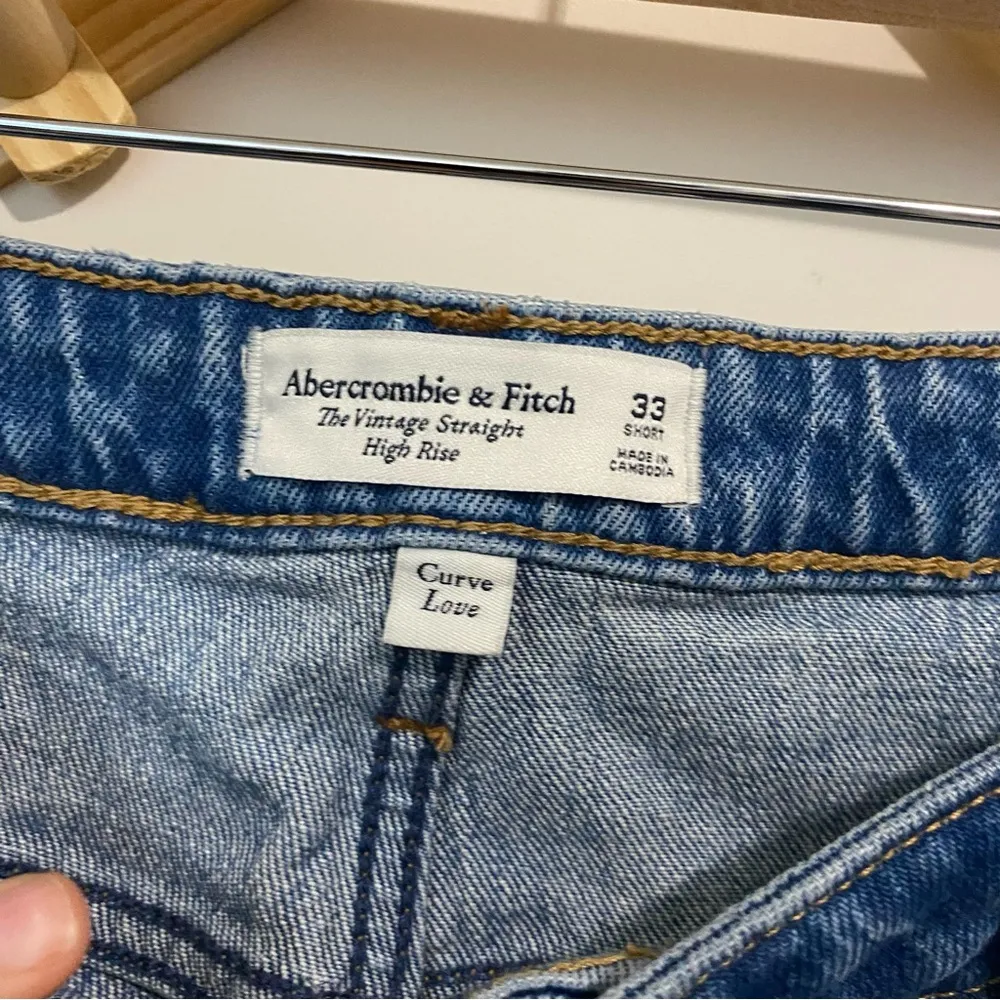 Abercrombie & Fitch
The Vintage Straight
High Rise
33
SHORT
MADE IN
CAMBODIA
Curve
Love